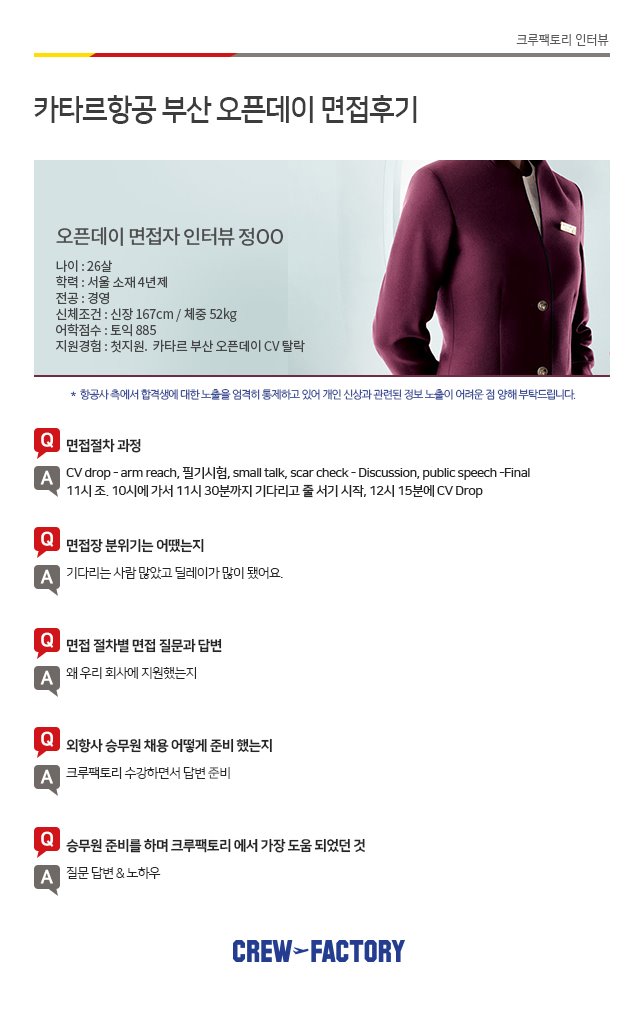 크루팩토리 인터뷰
카타르항공 부산 오픈데이 면접후기
오픈데이 면접자 인터뷰 정OO
나이 : 26살
학력 : 서울 소재 4년제
전공 : 경영
신체조건 : 신장 167cm / 체중 52kg
어학점수 : 토익 885
지원경험 : 첫지원. 카타르 부산 오픈데이 CV 탈락
* 항공사 측에서 합격생에 대한 노출을 엄격히 통제하고 있어 개인 신상과 관련된 정보 노출이 어려운 점 양해 부탁드립니다.
Q 면접절차 과정
A CV drop - arm reach, 필기시험, small talk, scar check - Discussion, public speech -Final
11시 조. 10시에 가서 11시 30분까지 기다리고 줄 서기 시작, 12시 15분에 CV Drop
Q 면접장 분위기는 어땠는지
A 기다리는 사람 많았고 딜레이가 많이 됐어요.
Q 면접 절차별 면접 질문과 답변
A 왜 우리 회사에 지원했는지
Q 외항사 승무원 채용 어떻게 준비 했는지
A 크루팩토리 수강하면서 답변 준비
Q 승무원 준비를 하며 크루팩토리 에서 가장 도움 되었던 것
A 질문 답변 & 노하우
CREW FACTORY